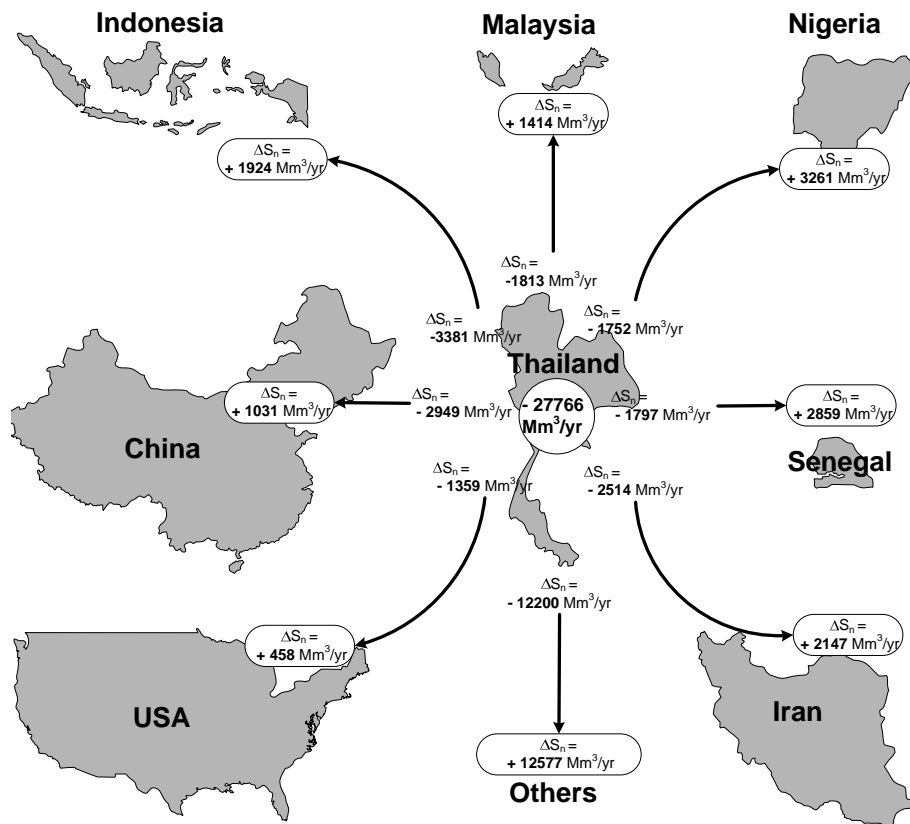 Indonesia
Malaysia
Nigeria
ΔSₙ =
+ 1414 Mm³/yr
ΔSₙ =
+ 1924 Mm³/yr
ΔSₙ =
+ 3261 Mm³/yr
ΔSₙ =
-1813 Mm³/yr
ΔSₙ =
-3381 Mm³/yr
ΔSₙ =
- 1752 Mm³/yr
Thailand
- 27766
Mm³/yr
ΔSₙ =
+ 1031 Mm³/yr
ΔSₙ =
- 2949 Mm³/yr
ΔSₙ
- 1797 Mm³/yr
ΔSₙ =
+ 2859 Mm³/yr
China
Senegal
ΔSₙ =
- 1359 Mm³/yr
ΔSₙ =
- 2514 Mm³/yr
ΔSₙ =
- 12200 Mm³/yr
ΔSₙ =
+ 458 Mm³/yr
ΔSₙ =
+ 2147 Mm³/yr
USA
Iran
ΔSₙ =
+ 12577 Mm³/yr
Others